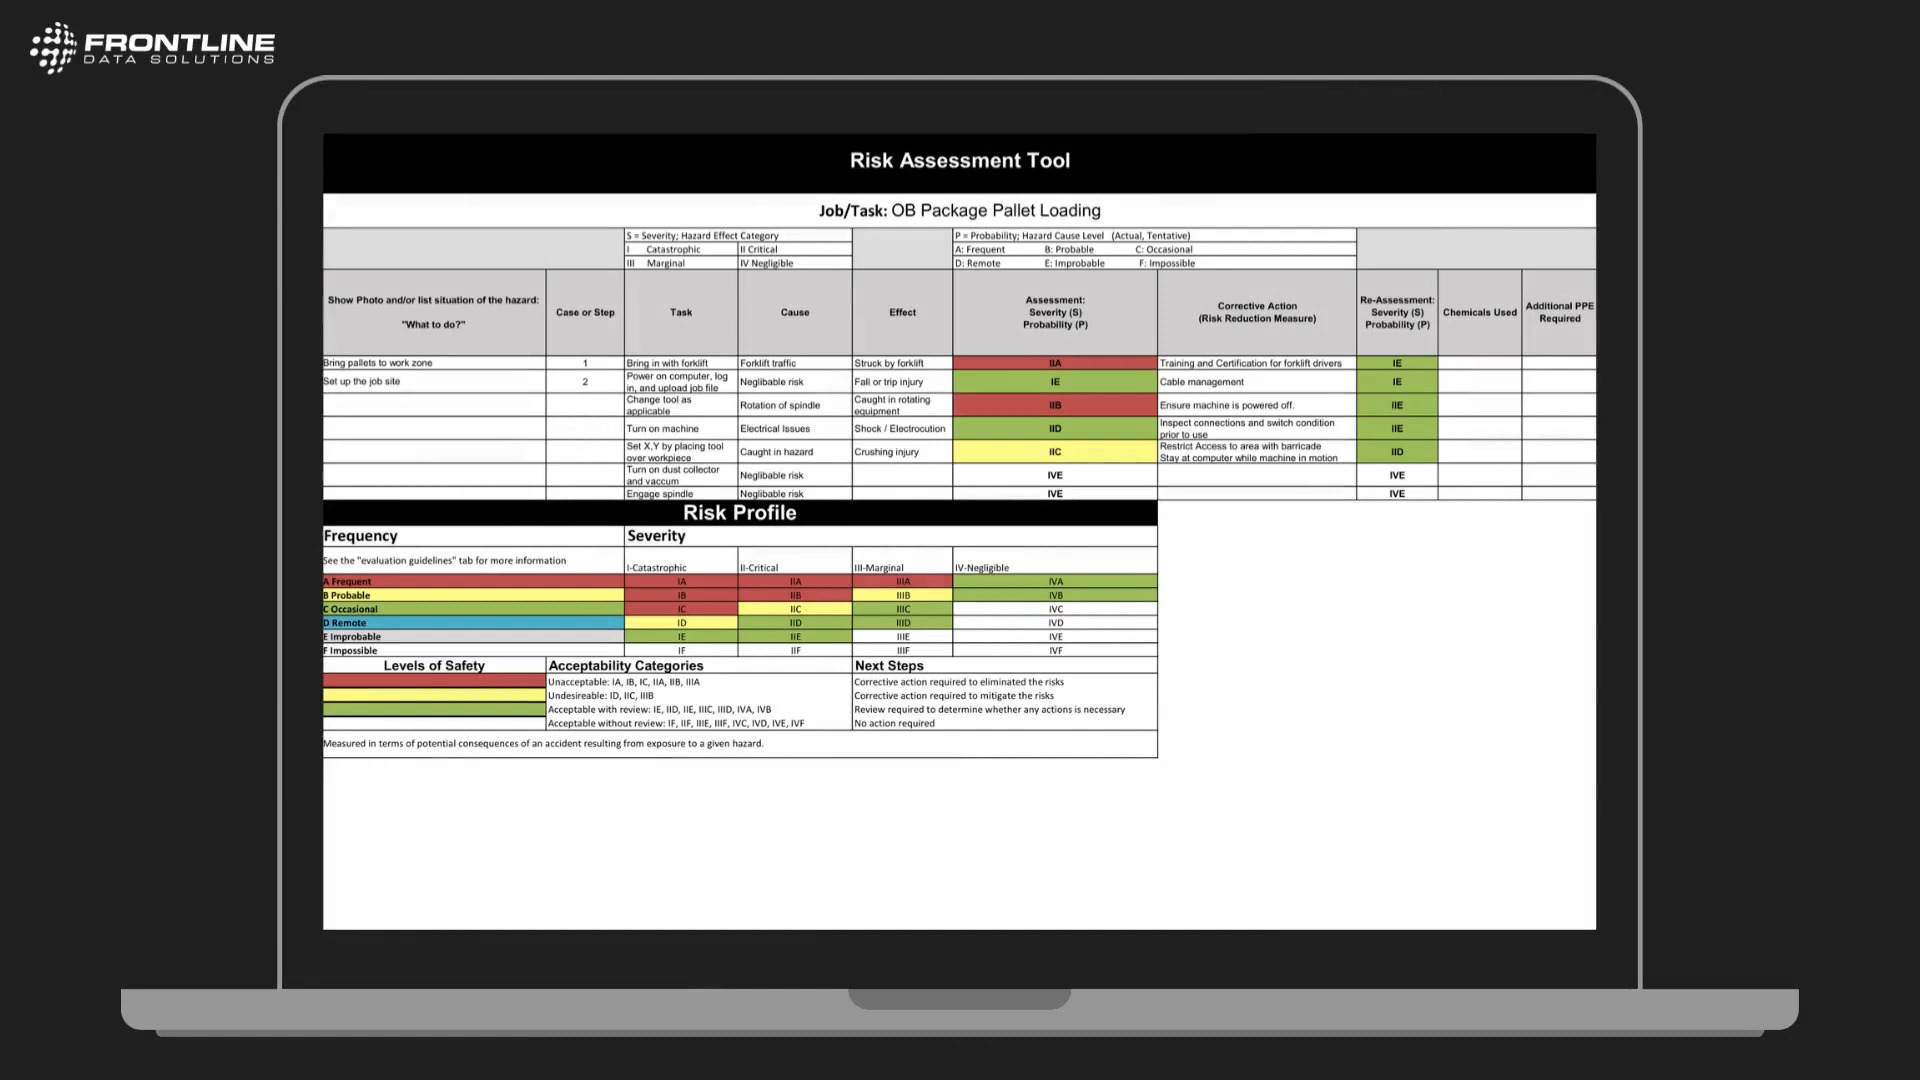 FRONTLINE
DATA SOLUTIONS
Risk Assessment Tool
Job/Task: OB Package Pallet Loading
S = Severity; Hazard Effect Category
P = Probability; Hazard Cause Level (Actual, Tentative)
I Catastrophic II Critical
A: Frequent B: Probable C: Occasional
III Marginal IV Negligible
D: Remote E: Improbable F: Impossible
Show Photo and/or list situation of the hazard:
"What to do?"
Case or Step
Task
Cause
Effect
Assessment:
Severity (S)
Probability (P)
Corrective Action
(Risk Reduction Measure)
Re-Assessment:
Severity (S)
Probability (P)
Chemicals Used
Additional PPE
Required
Bring pallets to work zone 1 Bring in with forklift Forklift traffic Struck by forklift IIA Training and Certification for forklift drivers IE
Set up the job site 2
Power on computer, log
in, and upload job file
Neglibable risk Fall or trip injury IE Cable management IE
Change tool as
applicable
Rotation of spindle
Caught in rotating
equipment
IIB Ensure machine is powered off. IIE
Turn on machine Electrical Issues Shock / Electrocution IID
Inspect connections and switch condition
prior to use
IIE
Set X,Y by placing tool
over workpiece
Caught in hazard Crushing injury IIC
Restrict Access to area with barricade
Stay at computer while machine in motion
IID
Turn on dust collector
and vaccum
Neglibable risk IVE IVE
Engage spindle Neglibable risk IVE IVE
Risk Profile
Frequency Severity
See the "evaluation guidelines" tab for more information
I-Catastrophic II-Critical III-Marginal IV-Negligible
A Frequent IA IIA IIIA IVA
B Probable IB IIB IIIB IVB
C Occasional IC IIC IIIC IVC
D Remote ID IID IIID IVD
E Improbable IE IIE IIIE IVE
F Impossible IF IIF IIIF IVF
Levels of Safety Acceptability Categories Next Steps
Unacceptable: IA, IB, IC, IIA, IIB, IIIA Corrective action required to eliminated the risks
Undesireable: ID, IIC, IIIB Corrective action required to mitigate the risks
Acceptable with review: IE, IID, IIE, IIIC, IIID, IVA, IVB Review required to determine whether any actions is necessary
Acceptable without review: IF, IIF, IIIE, IIIF, IVC, IVD, IVE, IVF No action required
Measured in terms of potential consequences of an accident resulting from exposure to a given hazard.